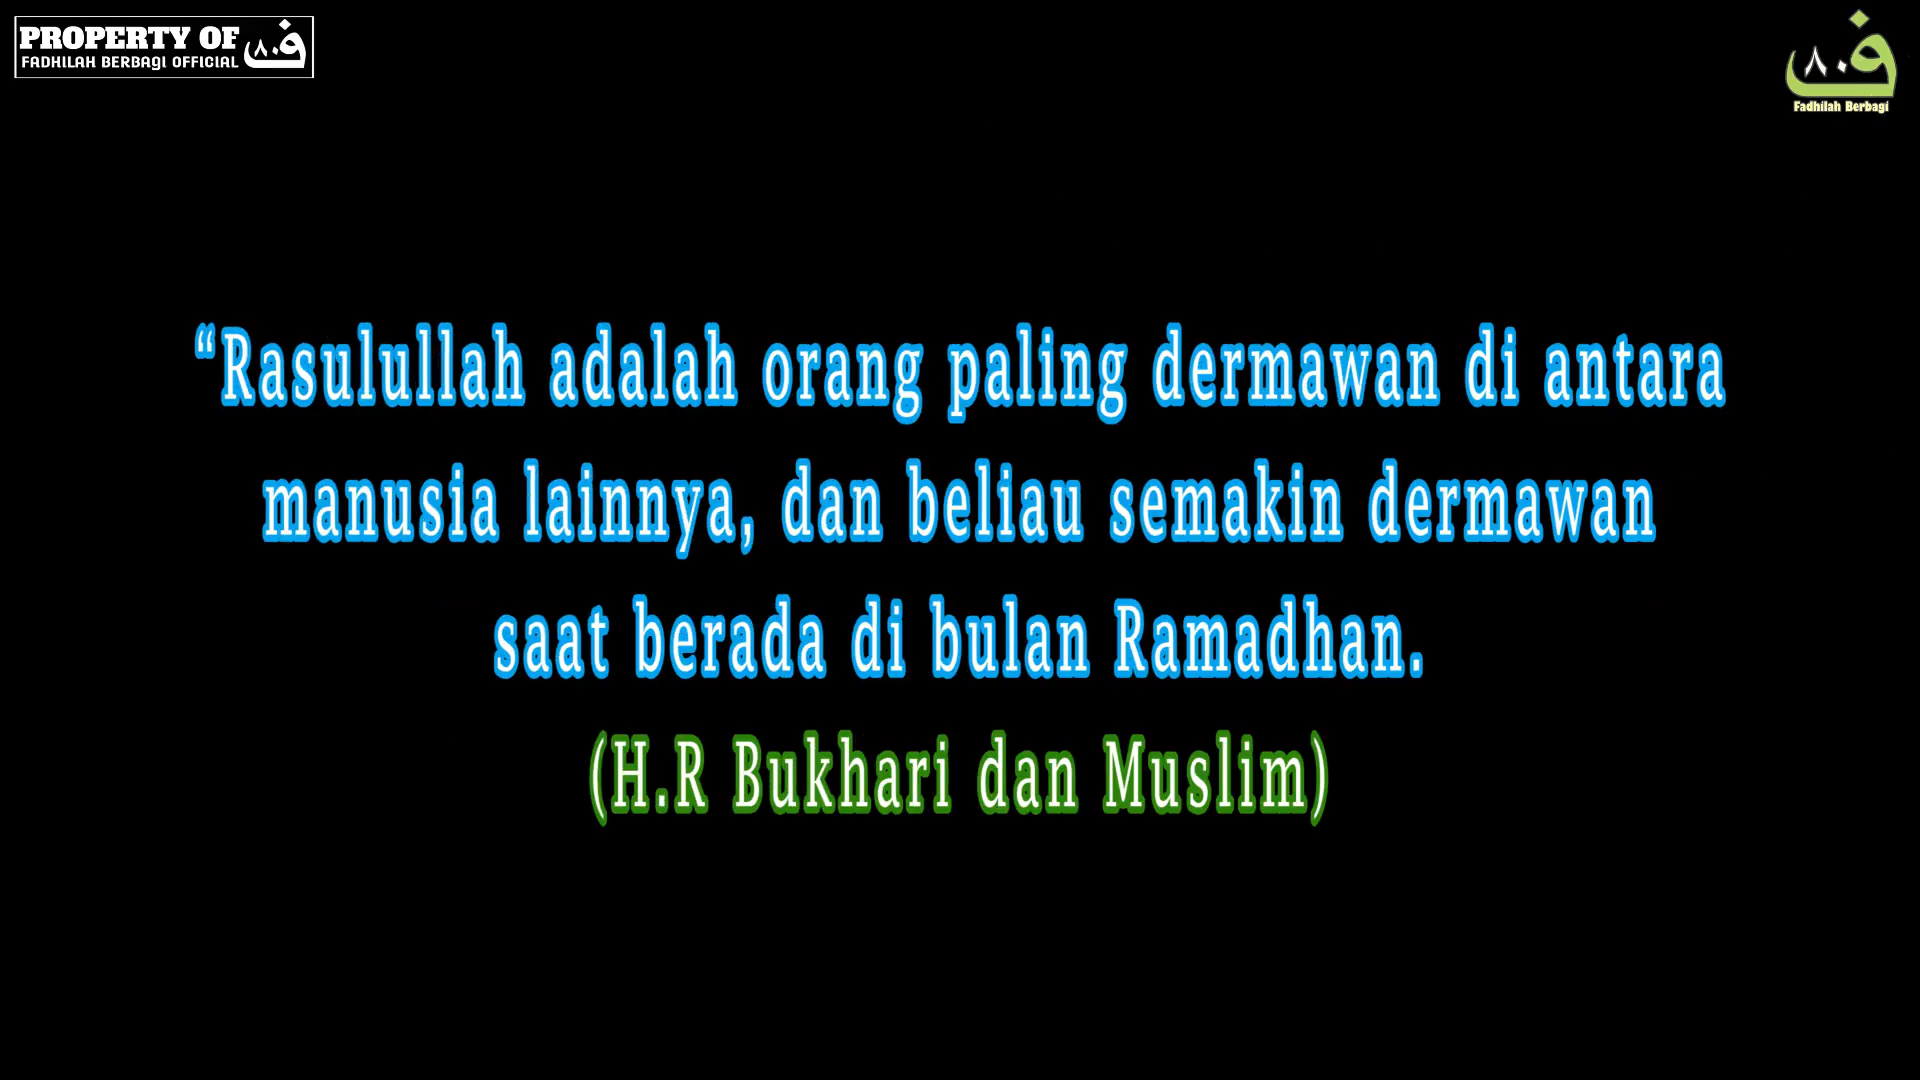 PROPERTY OF
FADHILAH BERBAGI OFFICIAL
Fadhilah Berbagi
“Rasulullah adalah orang paling dermawan di antara
manusia lainnya, dan beliau semakin dermawan
saat berada di bulan Ramadhan.
(H.R Bukhari dan Muslim)